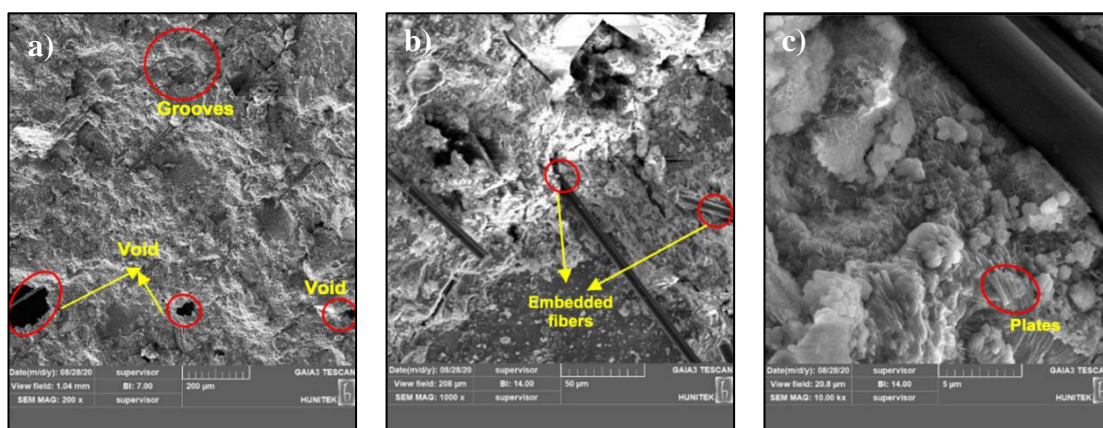 a)
Grooves
Void
Void
Date(m/d/y): 08/28/20 supervisor GAIA3 TESCAN
View field: 1.04 mm BI: 7.00 200 µm
SEM MAG: 200 x supervisor HUNITEK
b)
Embedded
fibers
Date(m/d/y): 08/28/20 supervisor GAIA3 TESCAN
View field: 208 µm BI: 14.00 50 µm
SEM MAG: 1000 x supervisor HUNITEK
c)
Plates
Date(m/d/y): 08/28/20 supervisor GAIA3 TESCAN
View field: 20.8 µm BI: 14.00 5 µm
SEM MAG: 10.00 kx supervisor HUNITEK